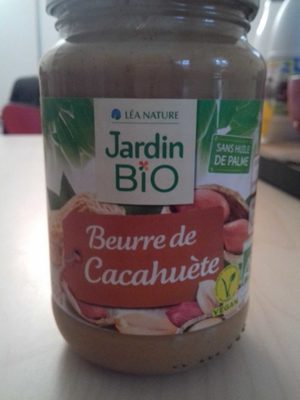 LÉA NATURE
Jardin
BiO
SANS HUILE
DE PALME
Beurre de
Cacahuète
VEGAN